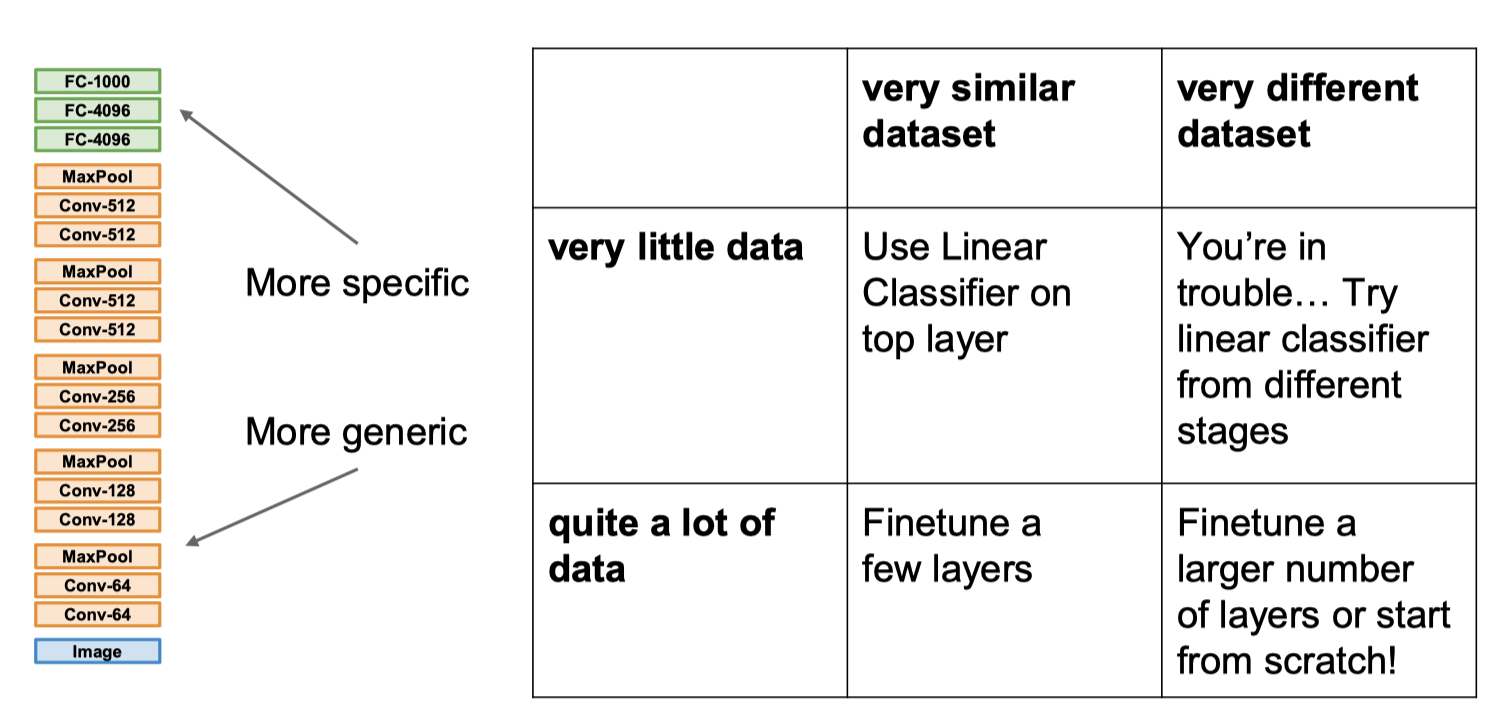 FC-1000
FC-4096
FC-4096
MaxPool
Conv-512
Conv-512
MaxPool
Conv-512
Conv-512
MaxPool
Conv-256
Conv-256
MaxPool
Conv-128
Conv-128
MaxPool
Conv-64
Conv-64
Image
More specific
More generic
very similar
dataset
very different
dataset
very little data
Use Linear
Classifier on
top layer
You’re in
trouble… Try
linear classifier
from different
stages
quite a lot of
data
Finetune a
few layers
Finetune a
larger number
of layers or start
from scratch!